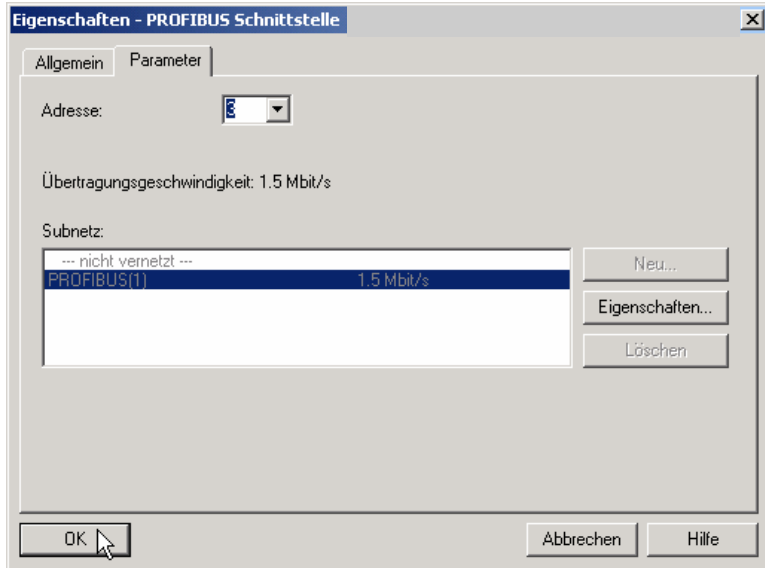 Eigenschaften - PROFIBUS Schnittstelle
Allgemein Parameter
Adresse: 3
Übertragungsgeschwindigkeit: 1.5 Mbit/s
Subnetz:
--- nicht vernetzt ---
PROFIBUS(1) 1.5 Mbit/s
Neu...
Eigenschaften...
Löschen
OK Abbrechen Hilfe